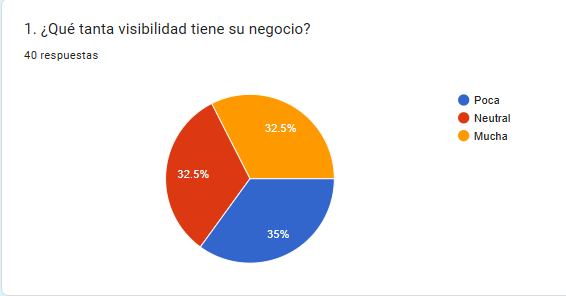 1. ¿Qué tanta visibilidad tiene su negocio?
40 respuestas
Poca
Neutral
Mucha
32.5%
32.5%
35%